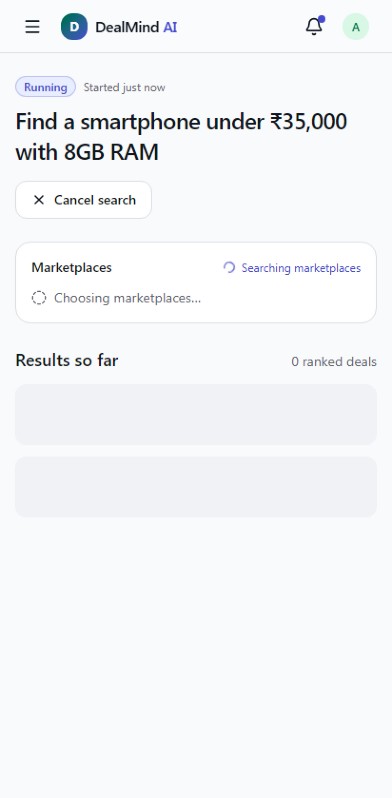 D DealMind AI
A
Running Started just now
Find a smartphone under ₹35,000
with 8GB RAM
Cancel search
Marketplaces Searching marketplaces
Choosing marketplaces...
Results so far 0 ranked deals